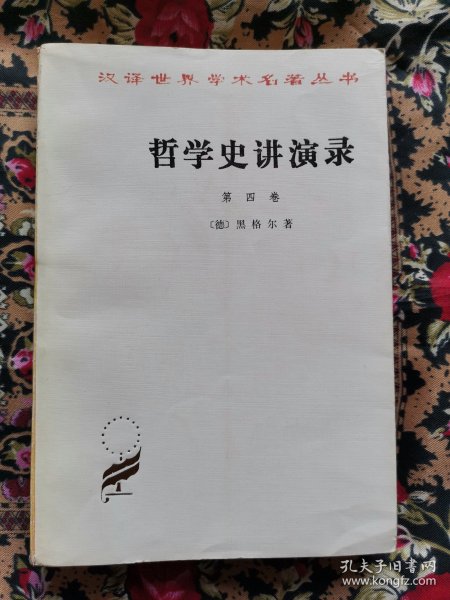 汉译世界学术名著丛书
哲学史讲演录
第四卷
〔德〕黑格尔著
孔夫子旧书网
www.kongfz.com